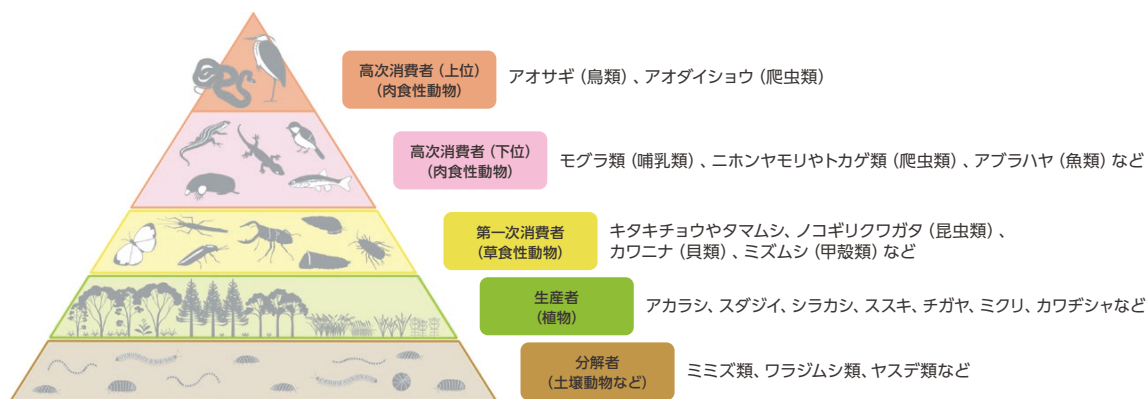 高次消費者（上位）
（肉食性動物）
アオサギ（鳥類）、アオダイショウ（爬虫類）
高次消費者（下位）
（肉食性動物）
モグラ類（哺乳類）、ニホンヤモリやトカゲ類（爬虫類）、アブラハヤ（魚類）など
第一次消費者
（草食性動物）
キタキチョウやタマムシ、ノコギリクワガタ（昆虫類）、
カワニナ（貝類）、ミズムシ（甲殻類）など
生産者
（植物）
アカラシ、スダジイ、シラカシ、ススキ、チガヤ、ミクリ、カワヂシャなど
分解者
（土壌動物など）
ミミズ類、ワラジムシ類、ヤスデ類など